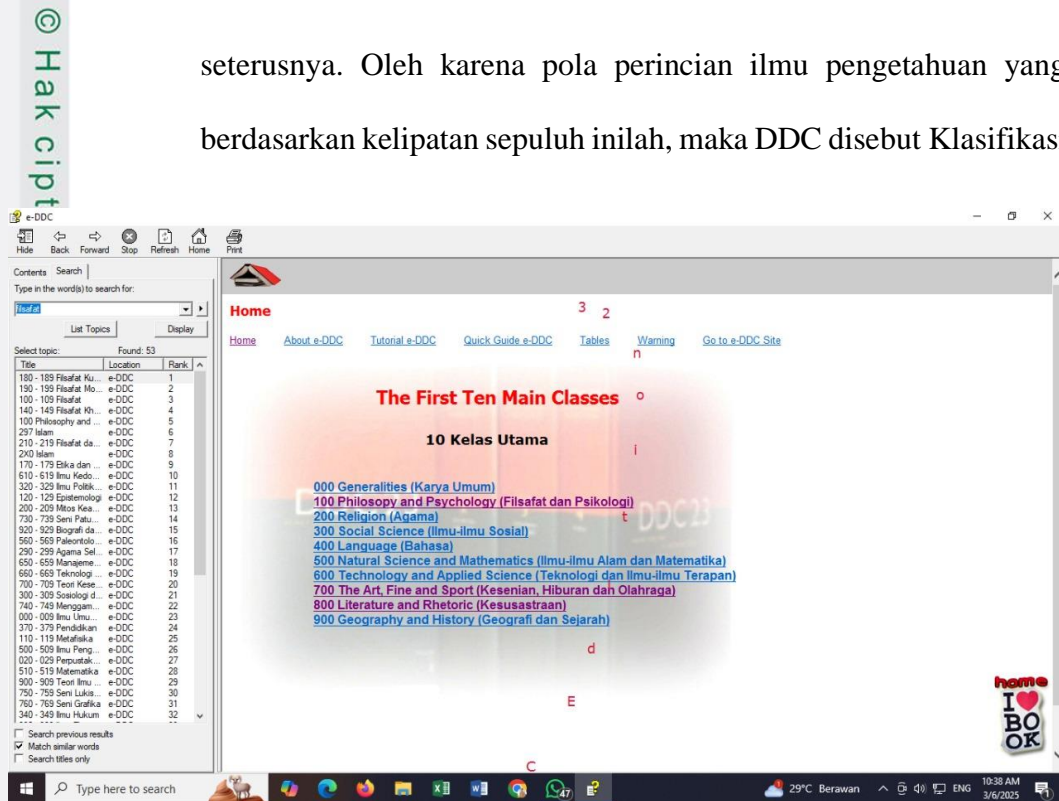 © Hak cipt
seterusnya. Oleh karena pola perincian ilmu pengetahuan yang
berdasarkan kelipatan sepuluh inilah, maka DDC disebut Klasifikasi
e-DDC
Hide Back Forward Stop Refresh Home Print
Contents Search
Type in the word(s) to search for:
filsafat
List Topics Display
Select topic: Found: 53
Title Location Rank
180 - 189 Filsafat Ku... e-DDC 1
190 - 199 Filsafat Mo... e-DDC 2
100 - 109 Filsafat e-DDC 3
140 - 149 Filsafat Kh... e-DDC 4
100 Philosophy and ... e-DDC 5
297 Islam e-DDC 6
210 - 219 Filsafat da... e-DDC 7
2X0 Islam e-DDC 8
170 - 179 Etika dan ... e-DDC 9
610 - 619 Ilmu Kedo... e-DDC 10
320 - 329 Ilmu Politik... e-DDC 11
120 - 129 Epistemologi e-DDC 12
200 - 209 Mitos Kea... e-DDC 13
730 - 739 Seni Patu... e-DDC 14
920 - 929 Biografi da... e-DDC 15
560 - 569 Paleontolo... e-DDC 16
290 - 299 Agama Sel... e-DDC 17
650 - 659 Manajeme... e-DDC 18
660 - 669 Teknologi ... e-DDC 19
700 - 709 Teori Kese... e-DDC 20
300 - 309 Sosiologi d... e-DDC 21
740 - 749 Menggam... e-DDC 22
000 - 009 Ilmu Umu... e-DDC 23
370 - 379 Pendidikan e-DDC 24
110 - 119 Metafisika e-DDC 25
500 - 509 Ilmu Peng... e-DDC 26
020 - 029 Perpustak... e-DDC 27
510 - 519 Matematika e-DDC 28
900 - 909 Teori Ilmu ... e-DDC 29
750 - 759 Seni Lukis... e-DDC 30
760 - 769 Seni Grafika e-DDC 31
340 - 349 Ilmu Hukum e-DDC 32
Search previous results
Match similar words
Search titles only
Home
3 2
Home About e-DDC Tutorial e-DDC Quick Guide e-DDC Tables Warning Go to e-DDC Site
n
The First Ten Main Classes
o
10 Kelas Utama
i
000 Generalities (Karya Umum)
100 Philosopy and Psychology (Filsafat dan Psikologi)
200 Religion (Agama)
t
DDC23
300 Social Science (Ilmu-ilmu Sosial)
400 Language (Bahasa)
500 Natural Science and Mathematics (Ilmu-ilmu Alam dan Matematika)
600 Technology and Applied Science (Teknologi dan Ilmu-ilmu Terapan)
i
700 The Art, Fine and Sport (Kesenian, Hiburan dan Olahraga)
800 Literature and Rhetoric (Kesusastraan)
900 Geography and History (Geografi dan Sejarah)
d
E
C
home
I
BO
OK
Type here to search
47
29°C Berawan
ENG
10:38 AM
3/6/2025